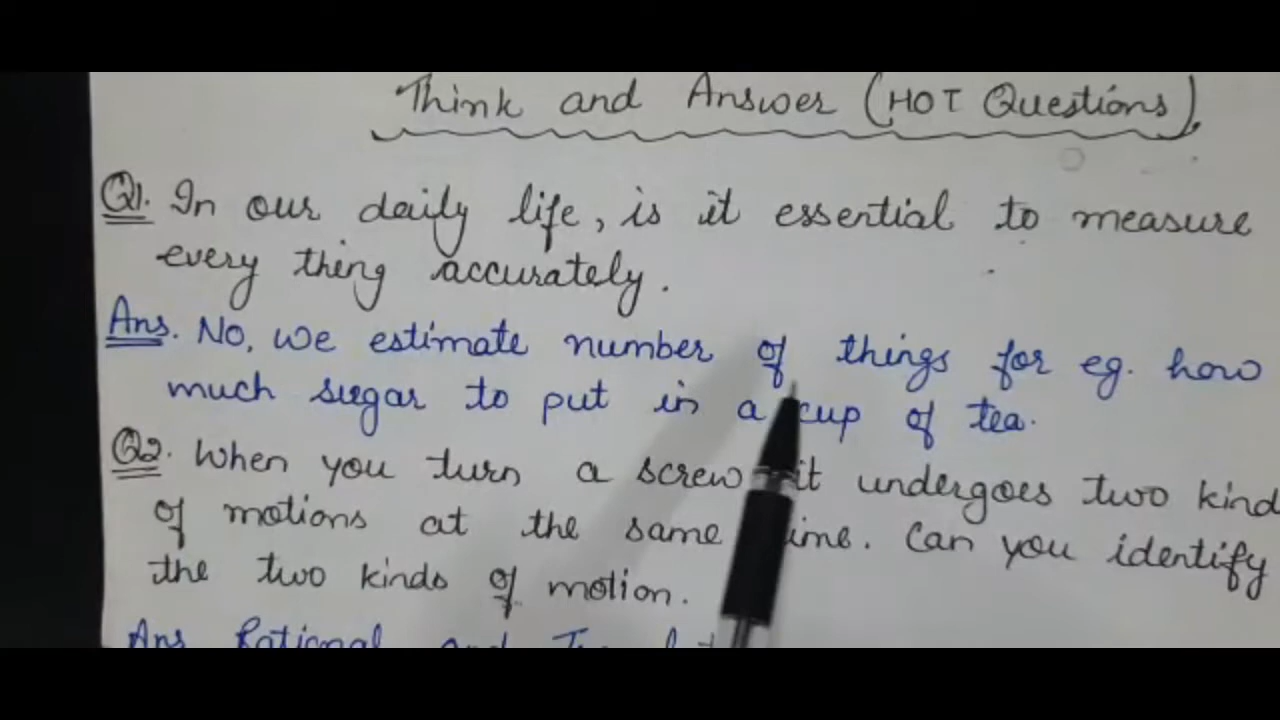 Think and Answer (HOT Questions)
Q1. In our daily life, is it essential to measure
every thing accurately.
Ans. No, we estimate number of things for eg. how
much sugar to put in a cup of tea.
Q2. When you turn a screw it undergoes two kind
of motions at the same time. Can you identify
the two kinds of motion.
Ans Rational and